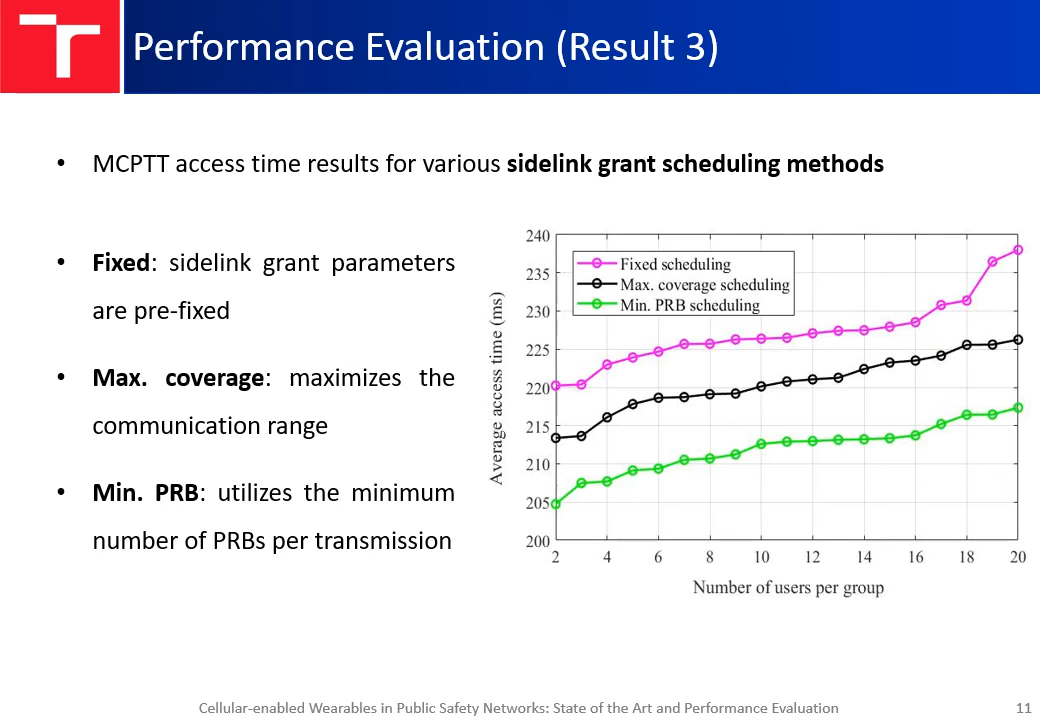 Performance Evaluation (Result 3)
• MCPTT access time results for various sidelink grant scheduling methods
• Fixed: sidelink grant parameters
are pre-fixed
• Max. coverage: maximizes the
communication range
• Min. PRB: utilizes the minimum
number of PRBs per transmission
Fixed scheduling
Max. coverage scheduling
Min. PRB scheduling
Average access time (ms)
240
235
230
225
220
215
210
205
200
2 4 6 8 10 12 14 16 18 20
Number of users per group
Cellular-enabled Wearables in Public Safety Networks: State of the Art and Performance Evaluation
11